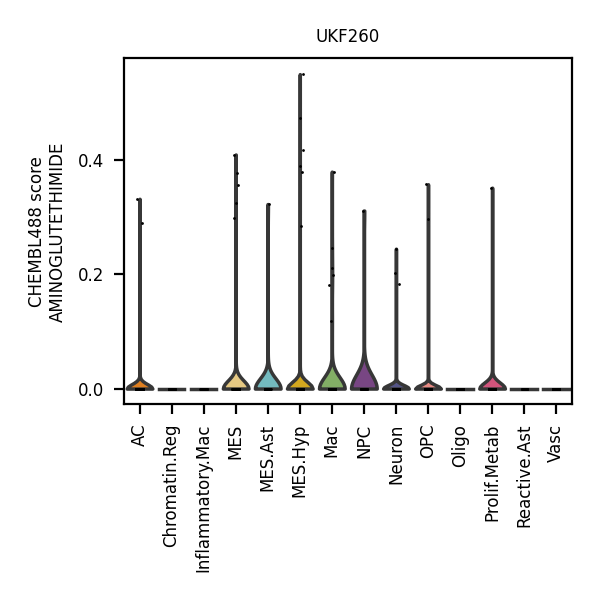 UKF260
CHEMBL488 score
AMINOGLUTETHIMIDE
0.4
0.2
0.0
AC
Chromatin.Reg
Inflammatory.Mac
MES
MES.Ast
MES.Hyp
Mac
NPC
Neuron
OPC
Oligo
Prolif.Metab
Reactive.Ast
Vasc